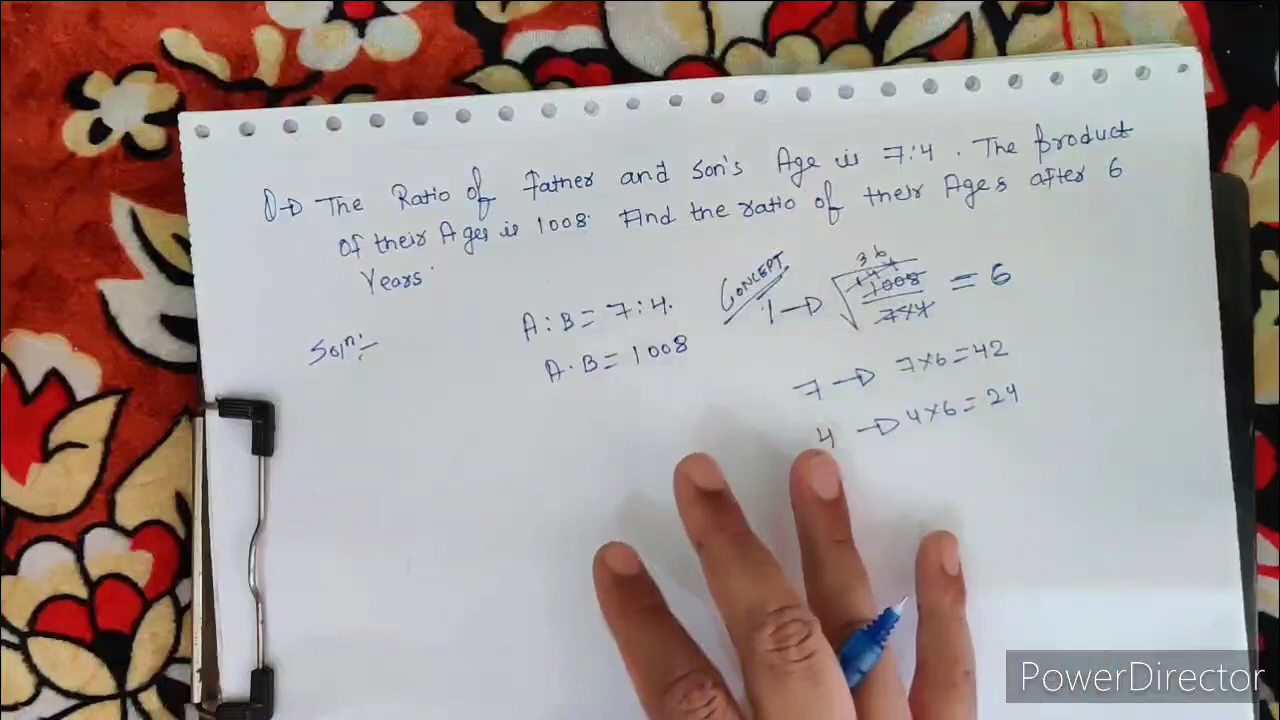 Q→ The Ratio of Father and Son's Age is 7:4. The product
of their Ages is 1008. Find the ratio of their Ages after 6
Years.
Soln:-
A:B = 7:4.
A.B = 1008
CONCEPT
1 → √1008/7×4 = 6
36
144
7 → 7×6=42
4 → 4×6=24
PowerDirector